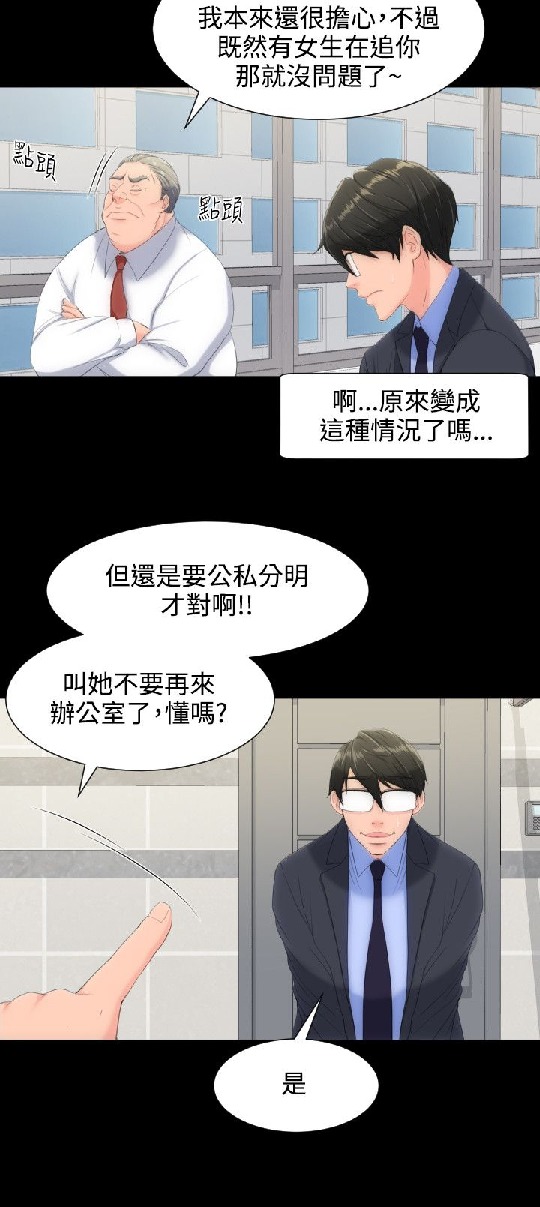 我本來還很擔心,不過
既然有女生在追你
那就沒問題了~
點頭
點頭
啊...原來變成
這種情況了嗎...
但還是要公私分明
才對啊!!
叫她不要再來
辦公室了,懂嗎?
是